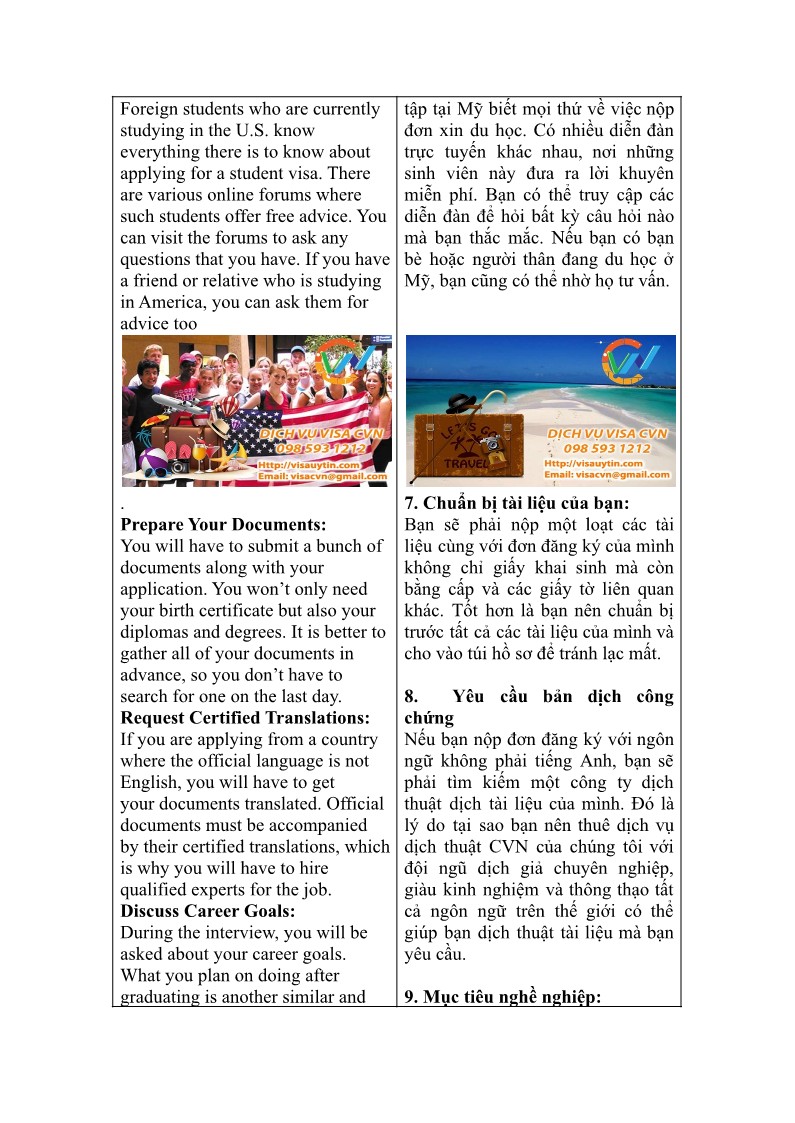 Foreign students who are currently
studying in the U.S. know
everything there is to know about
applying for a student visa. There
are various online forums where
such students offer free advice. You
can visit the forums to ask any
questions that you have. If you have
a friend or relative who is studying
in America, you can ask them for
advice too
DỊCH VỤ VISA CVN
098 593 1212
Http://visauytin.com
Email: visacvn@gmail.com
.
Prepare Your Documents:
You will have to submit a bunch of
documents along with your
application. You won’t only need
your birth certificate but also your
diplomas and degrees. It is better to
gather all of your documents in
advance, so you don’t have to
search for one on the last day.
Request Certified Translations:
If you are applying from a country
where the official language is not
English, you will have to get
your documents translated. Official
documents must be accompanied
by their certified translations, which
is why you will have to hire
qualified experts for the job.
Discuss Career Goals:
During the interview, you will be
asked about your career goals.
What you plan on doing after
graduating is another similar and
tập tại Mỹ biết mọi thứ về việc nộp
đơn xin du học. Có nhiều diễn đàn
trực tuyến khác nhau, nơi những
sinh viên này đưa ra lời khuyên
miễn phí. Bạn có thể truy cập các
diễn đàn để hỏi bất kỳ câu hỏi nào
mà bạn thắc mắc. Nếu bạn có bạn
bè hoặc người thân đang du học ở
Mỹ, bạn cũng có thể nhờ họ tư vấn.
LET'S GO
TRAVEL
DỊCH VỤ VISA CVN
098 593 1212
Http://visauytin.com
Email: visacvn@gmail.com
7. Chuẩn bị tài liệu của bạn:
Bạn sẽ phải nộp một loạt các tài
liệu cùng với đơn đăng ký của mình
không chỉ giấy khai sinh mà còn
bằng cấp và các giấy tờ liên quan
khác. Tốt hơn là bạn nên chuẩn bị
trước tất cả các tài liệu của mình và
cho vào túi hồ sơ để tránh lạc mất.
8. Yêu cầu bản dịch công
chứng
Nếu bạn nộp đơn đăng ký với ngôn
ngữ không phải tiếng Anh, bạn sẽ
phải tìm kiếm một công ty dịch
thuật dịch tài liệu của mình. Đó là
lý do tại sao bạn nên thuê dịch vụ
dịch thuật CVN của chúng tôi với
đội ngũ dịch giả chuyên nghiệp,
giàu kinh nghiệm và thông thạo tất
cả ngôn ngữ trên thế giới có thể
giúp bạn dịch thuật tài liệu mà bạn
yêu cầu.
9. Mục tiêu nghề nghiệp: